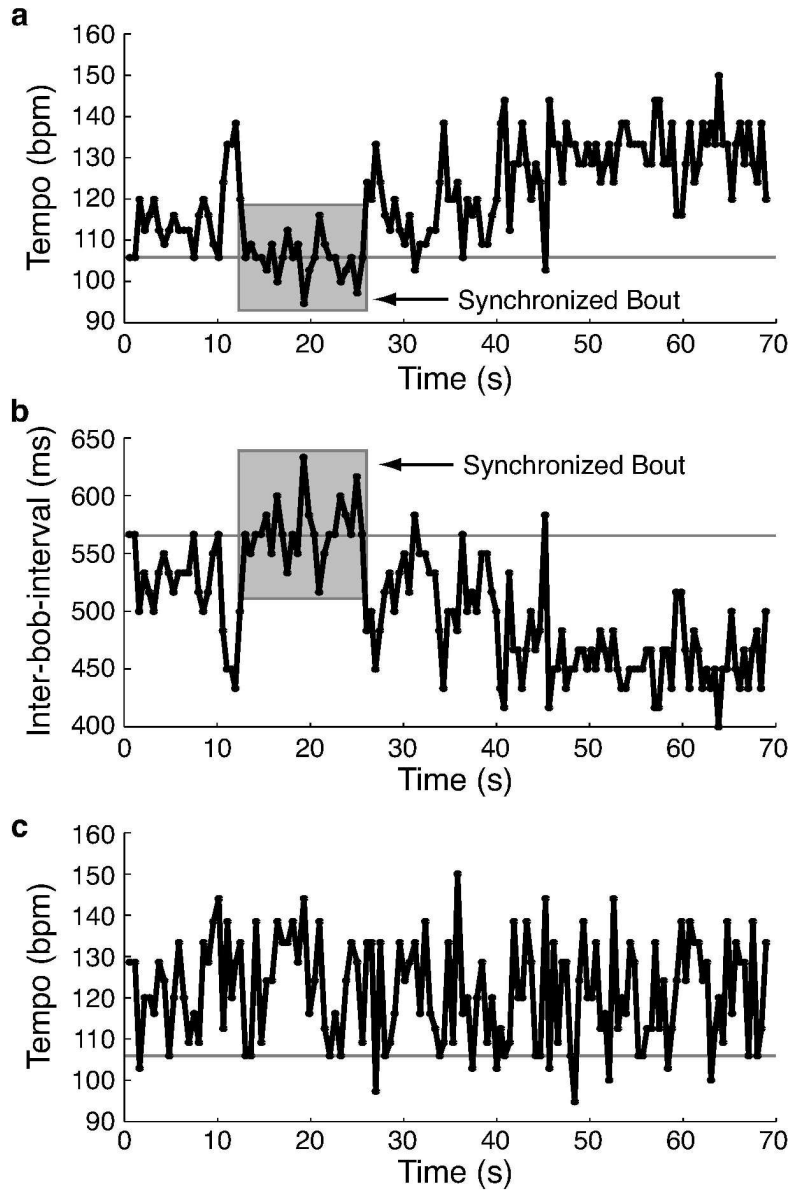 a
160
150
140
130
120
110
100
90
Tempo (bpm)
Synchronized Bout
0 10 20 30 40 50 60 70
Time (s)
b
650
600
550
500
450
400
Inter-bob-interval (ms)
Synchronized Bout
0 10 20 30 40 50 60 70
Time (s)
c
160
150
140
130
120
110
100
90
Tempo (bpm)
0 10 20 30 40 50 60 70
Time (s)